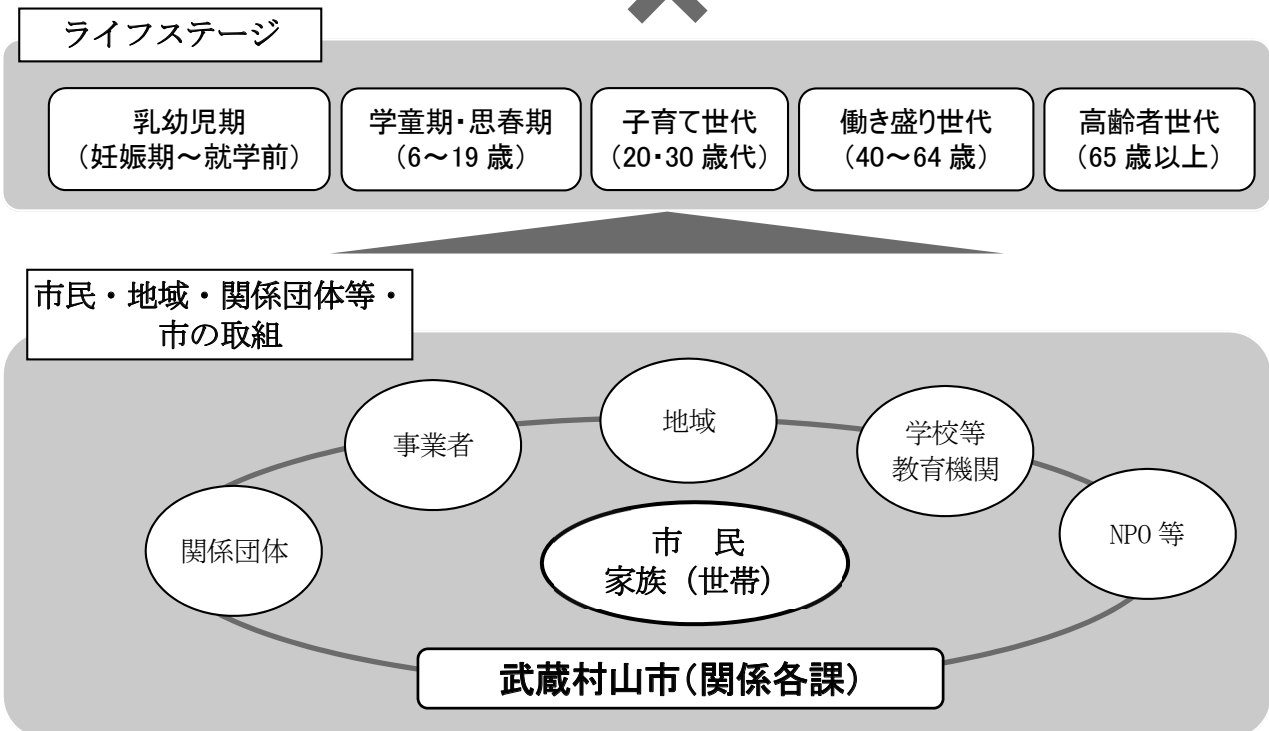 ライフステージ
乳幼児期
（妊娠期～就学前）
学童期・思春期
（6～19 歳）
子育て世代
（20・30 歳代）
働き盛り世代
（40～64 歳）
高齢者世代
（65 歳以上）
市民・地域・関係団体等・
市の取組
関係団体
事業者
地域
学校等
教育機関
NPO 等
市　民
家族（世帯）
武蔵村山市（関係各課）